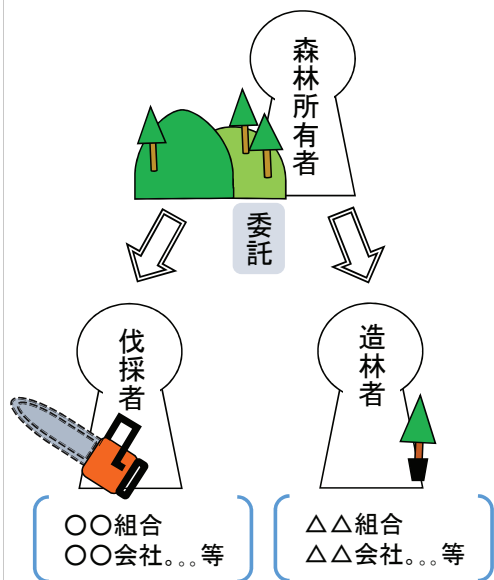 森林所有者
委託
伐採者
造林者
〇〇組合
〇〇会社。。。等
△△組合
△△会社。。。等